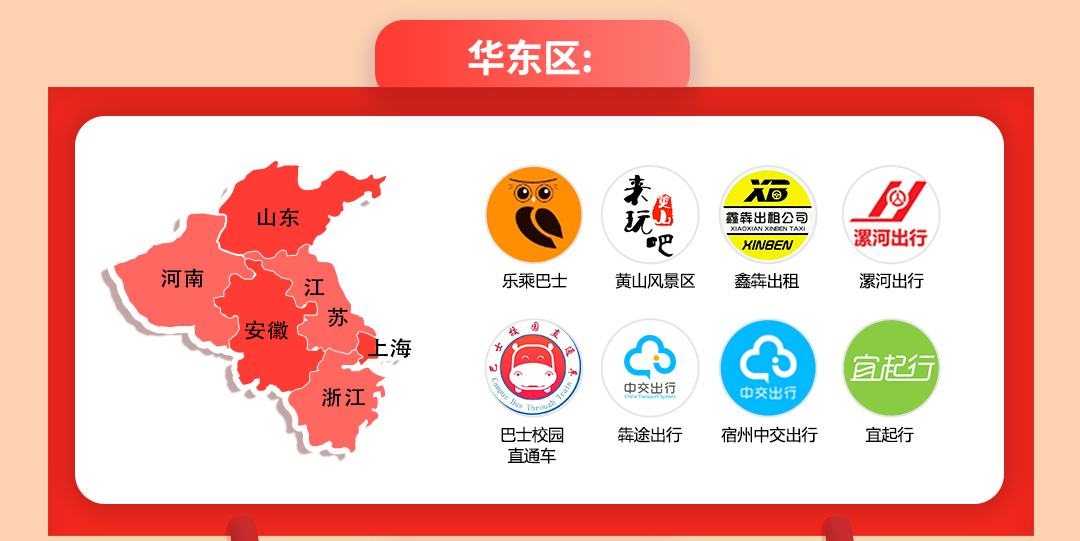 华东区:
山东
河南
江
苏
安徽
上海
浙江
乐乘巴士
来玩吧
黄山
黄山风景区
XB
鑫犇出租公司
XIAOXIAN XINBEN TAXI
XINBEN
鑫犇出租
漯河出行
漯河出行
巴士校园直通车
Campus Bus Through Train
巴士校园
直通车
中交出行
China Transport System
犇途出行
中交出行
宿州中交出行
宜起行
宜起行